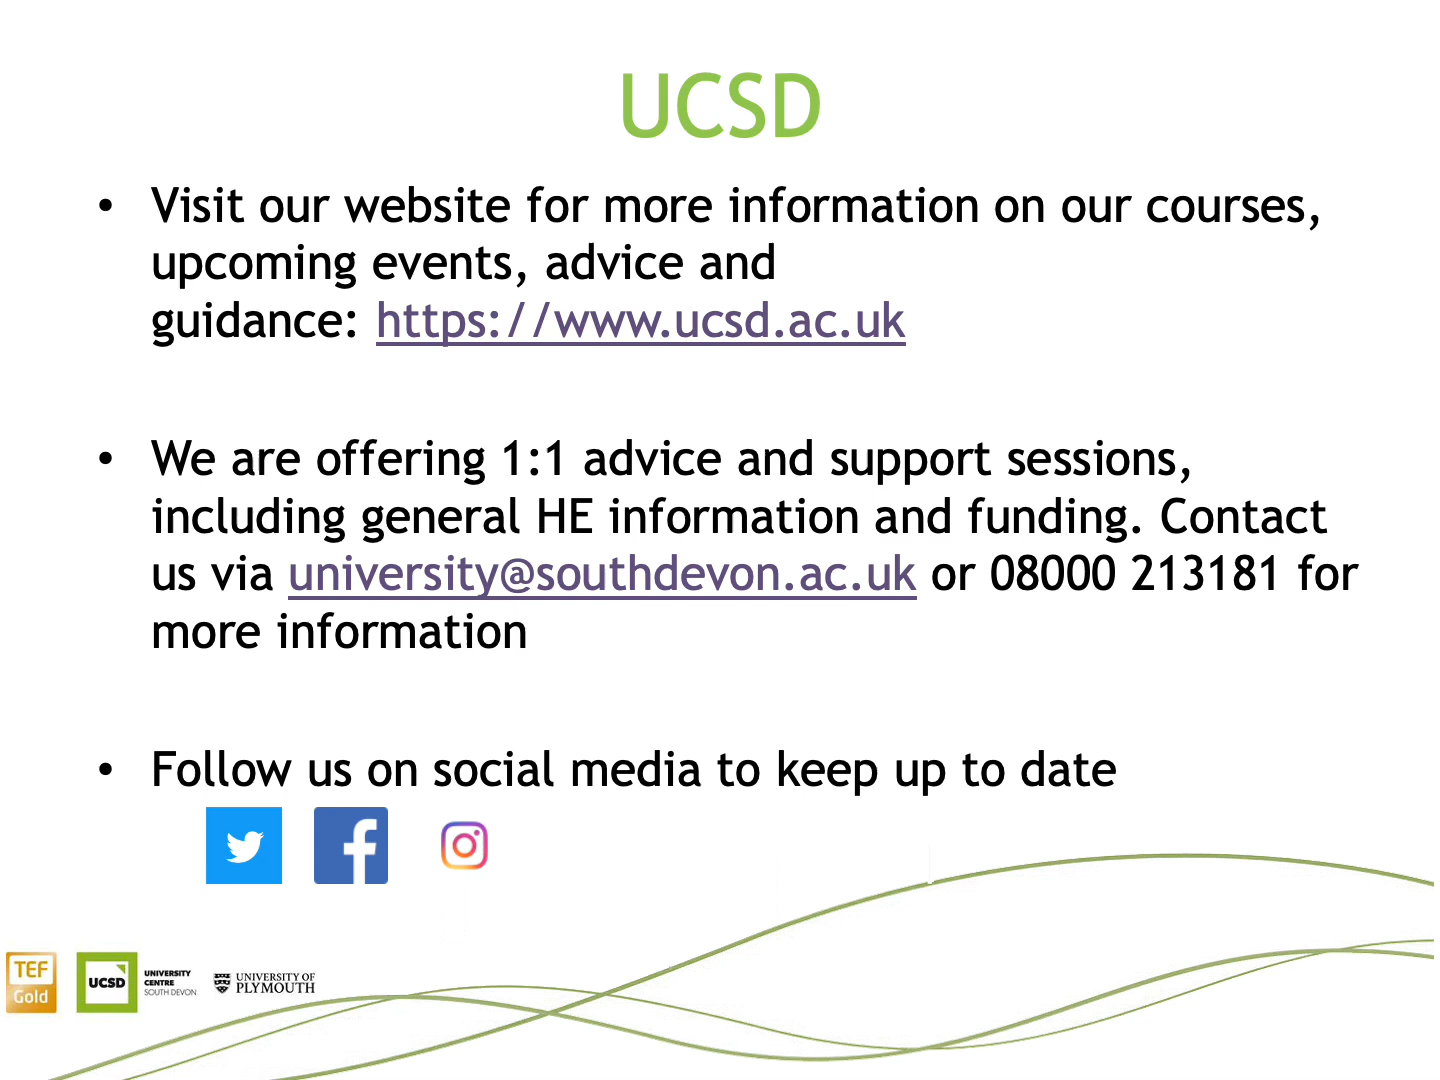 UCSD
• Visit our website for more information on our courses,
upcoming events, advice and
guidance: https://www.ucsd.ac.uk
• We are offering 1:1 advice and support sessions,
including general HE information and funding. Contact
us via university@southdevon.ac.uk or 08000 213181 for
more information
• Follow us on social media to keep up to date
TEF
Gold
UCSD
UNIVERSITY
CENTRE
SOUTH DEVON
UNIVERSITY OF
PLYMOUTH